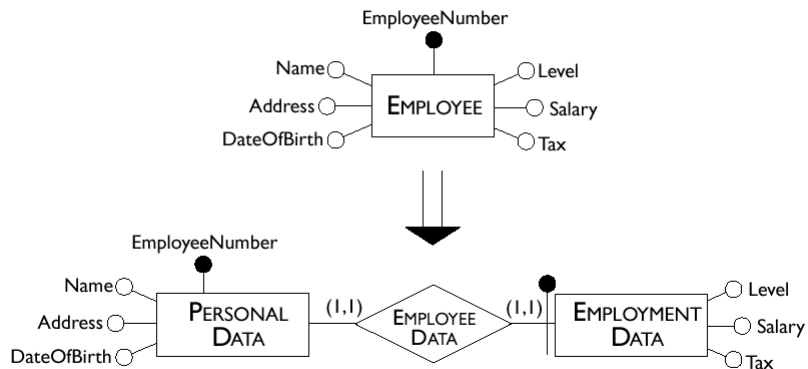 EmployeeNumber
Name
Level
Address
EMPLOYEE
Salary
DateOfBirth
Tax
EmployeeNumber
Name
Level
PERSONAL
DATA
(1,1)
EMPLOYEE
DATA
(1,1)
EMPLOYMENT
DATA
Address
Salary
DateOfBirth
Tax